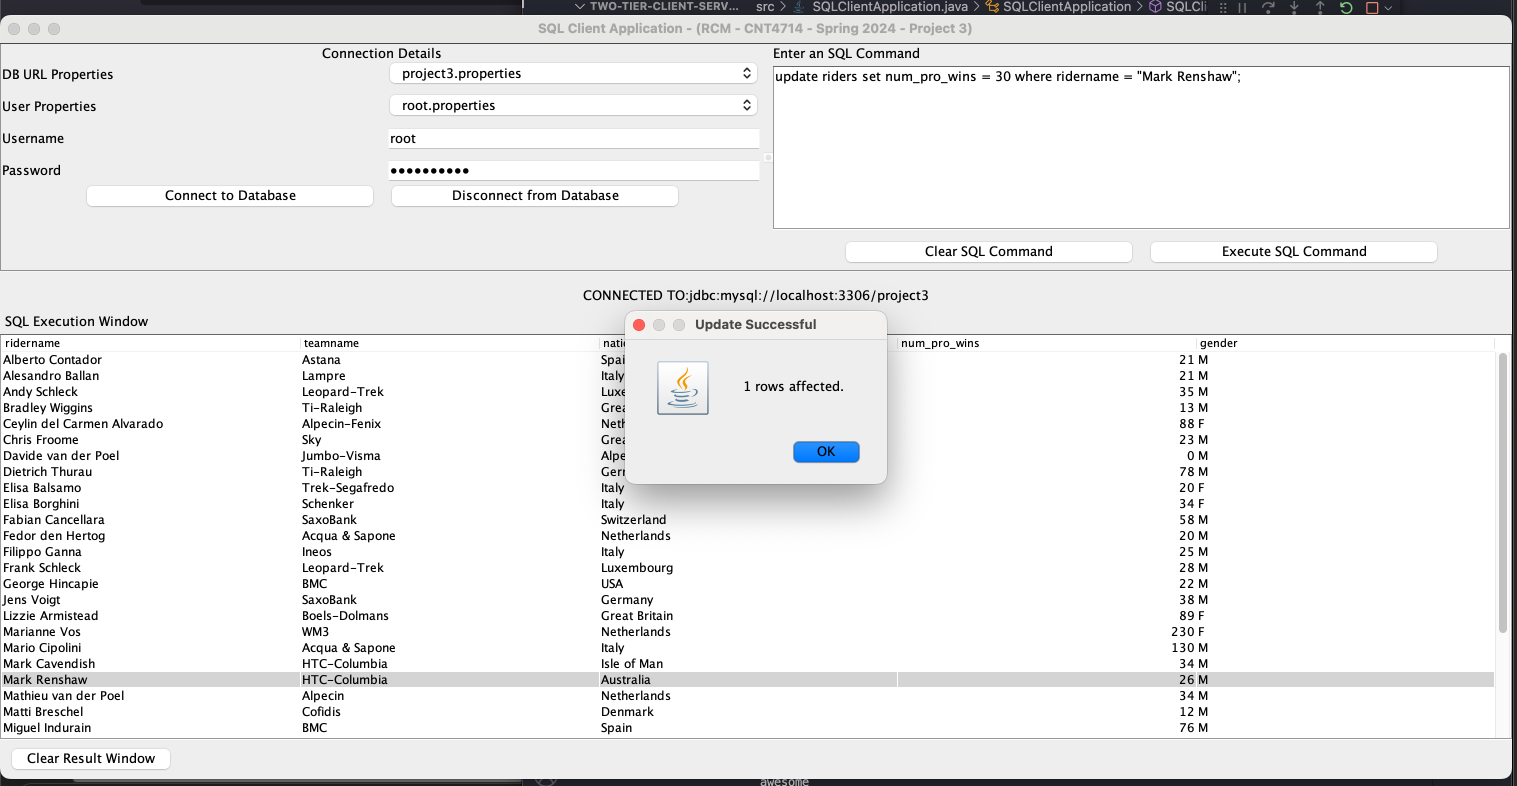 TWO-TIER-CLIENT-SERV... src > SQLClientApplication.java > SQLClientApplication > SQLCli
SQL Client Application - (RCM - CNT4714 - Spring 2024 - Project 3)
Connection Details
DB URL Properties project3.properties
User Properties root.properties
Username root
Password ●●●●●●●●●●
Connect to Database Disconnect from Database
Enter an SQL Command
update riders set num_pro_wins = 30 where ridername = "Mark Renshaw";
Clear SQL Command Execute SQL Command
CONNECTED TO:jdbc:mysql://localhost:3306/project3
SQL Execution Window
Update Successful
1 rows affected.
OK
ridername teamname natio num_pro_wins gender
Alberto Contador Astana Spai 21 M
Alesandro Ballan Lampre Italy 21 M
Andy Schleck Leopard-Trek Luxe 35 M
Bradley Wiggins Ti-Raleigh Grea 13 M
Ceylin del Carmen Alvarado Alpecin-Fenix Neth 88 F
Chris Froome Sky Grea 23 M
Davide van der Poel Jumbo-Visma Alpe 0 M
Dietrich Thurau Ti-Raleigh Gern 78 M
Elisa Balsamo Trek-Segafredo Italy 20 F
Elisa Borghini Schenker Italy 34 F
Fabian Cancellara SaxoBank Switzerland 58 M
Fedor den Hertog Acqua & Sapone Netherlands 20 M
Filippo Ganna Ineos Italy 25 M
Frank Schleck Leopard-Trek Luxembourg 28 M
George Hincapie BMC USA 22 M
Jens Voigt SaxoBank Germany 38 M
Lizzie Armistead Boels-Dolmans Great Britain 89 F
Marianne Vos WM3 Netherlands 230 F
Mario Cipolini Acqua & Sapone Italy 130 M
Mark Cavendish HTC-Columbia Isle of Man 34 M
Mark Renshaw HTC-Columbia Australia 26 M
Mathieu van der Poel Alpecin Netherlands 34 M
Matti Breschel Cofidis Denmark 12 M
Miguel Indurain BMC Spain 76 M
Clear Result Window
awesome